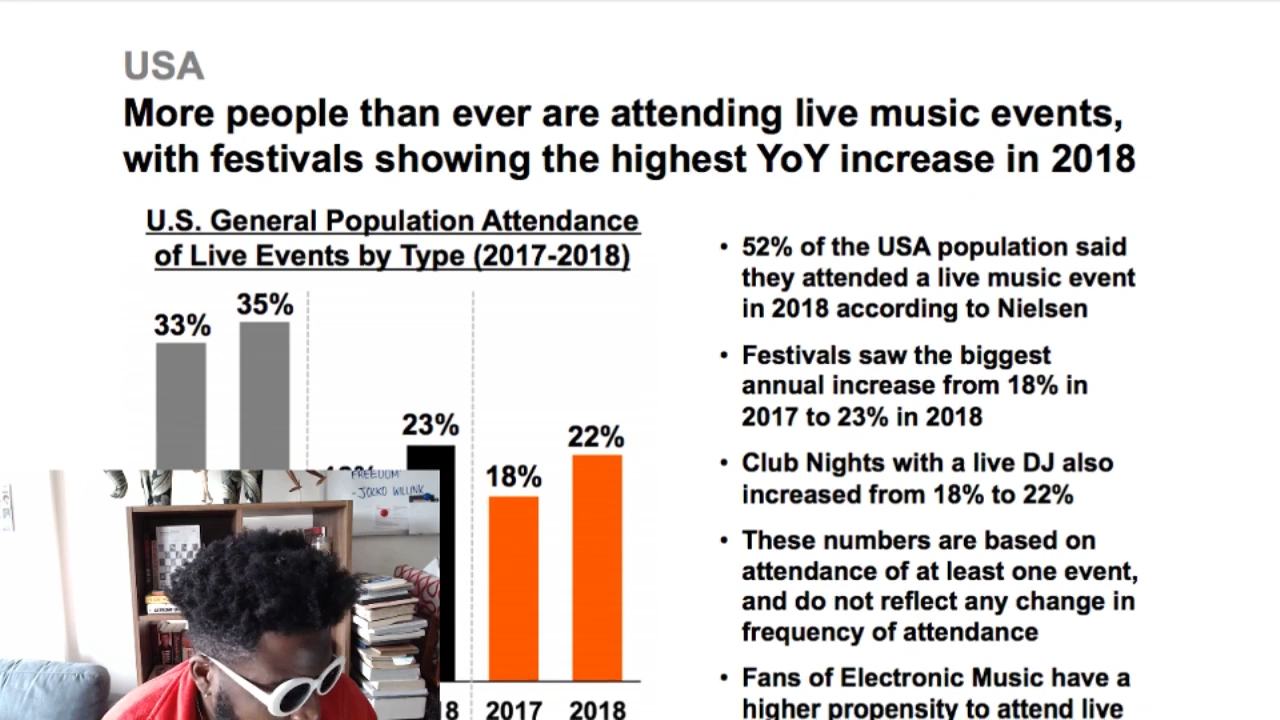 USA
More people than ever are attending live music events,
with festivals showing the highest YoY increase in 2018
U.S. General Population Attendance
of Live Events by Type (2017-2018)
33%
35%
23%
18%
22%
8
2017
2018
• 52% of the USA population said
they attended a live music event
in 2018 according to Nielsen
• Festivals saw the biggest
annual increase from 18% in
2017 to 23% in 2018
• Club Nights with a live DJ also
increased from 18% to 22%
• These numbers are based on
attendance of at least one event,
and do not reflect any change in
frequency of attendance
• Fans of Electronic Music have a
higher propensity to attend live
FREEDOM"
- JOCKO WILLINK